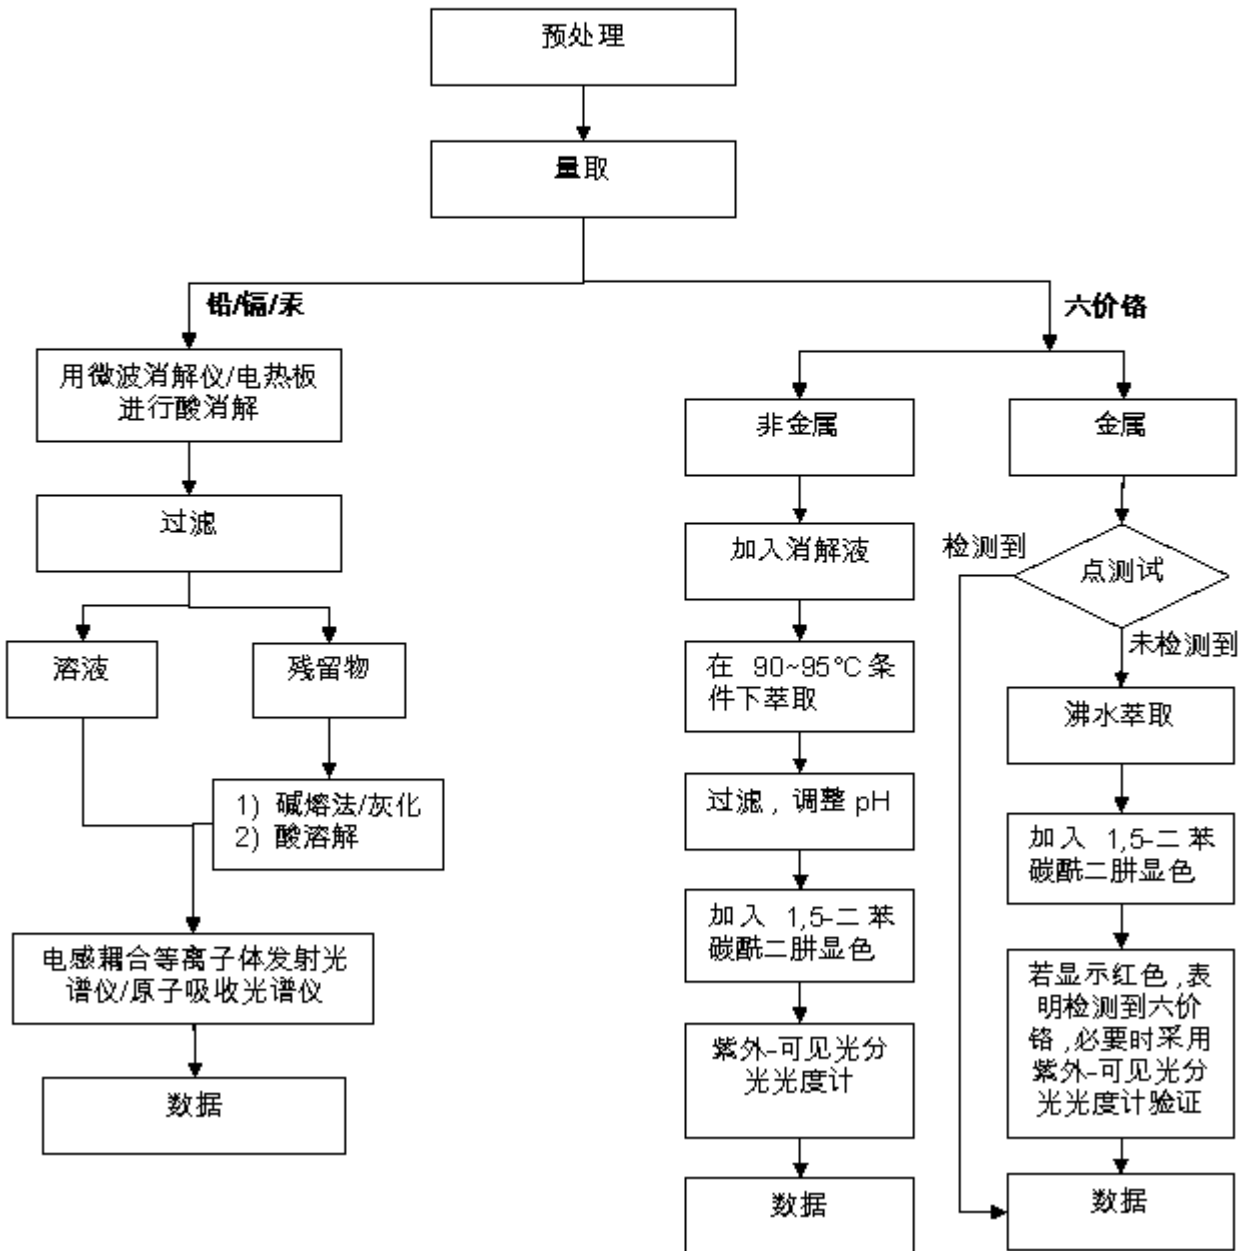 预处理
量取
铅/镉/汞
六价铬
用微波消解仪/电热板
进行酸消解
过滤
溶液
残留物
1) 碱熔法/灰化
2) 酸溶解
电感耦合等离子体发射光
谱仪/原子吸收光谱仪
数据
非金属
加入消解液
在 90~95°C 条
件下萃取
过滤，调整 pH
加入 1,5-二苯
碳酰二肼显色
紫外-可见光分
光光度计
数据
金属
检测到
点测试
未检测到
沸水萃取
加入 1,5-二苯
碳酰二肼显色
若显示红色,表
明检测到六价
铬,必要时采用
紫外-可见光分
光光度计验证
数据